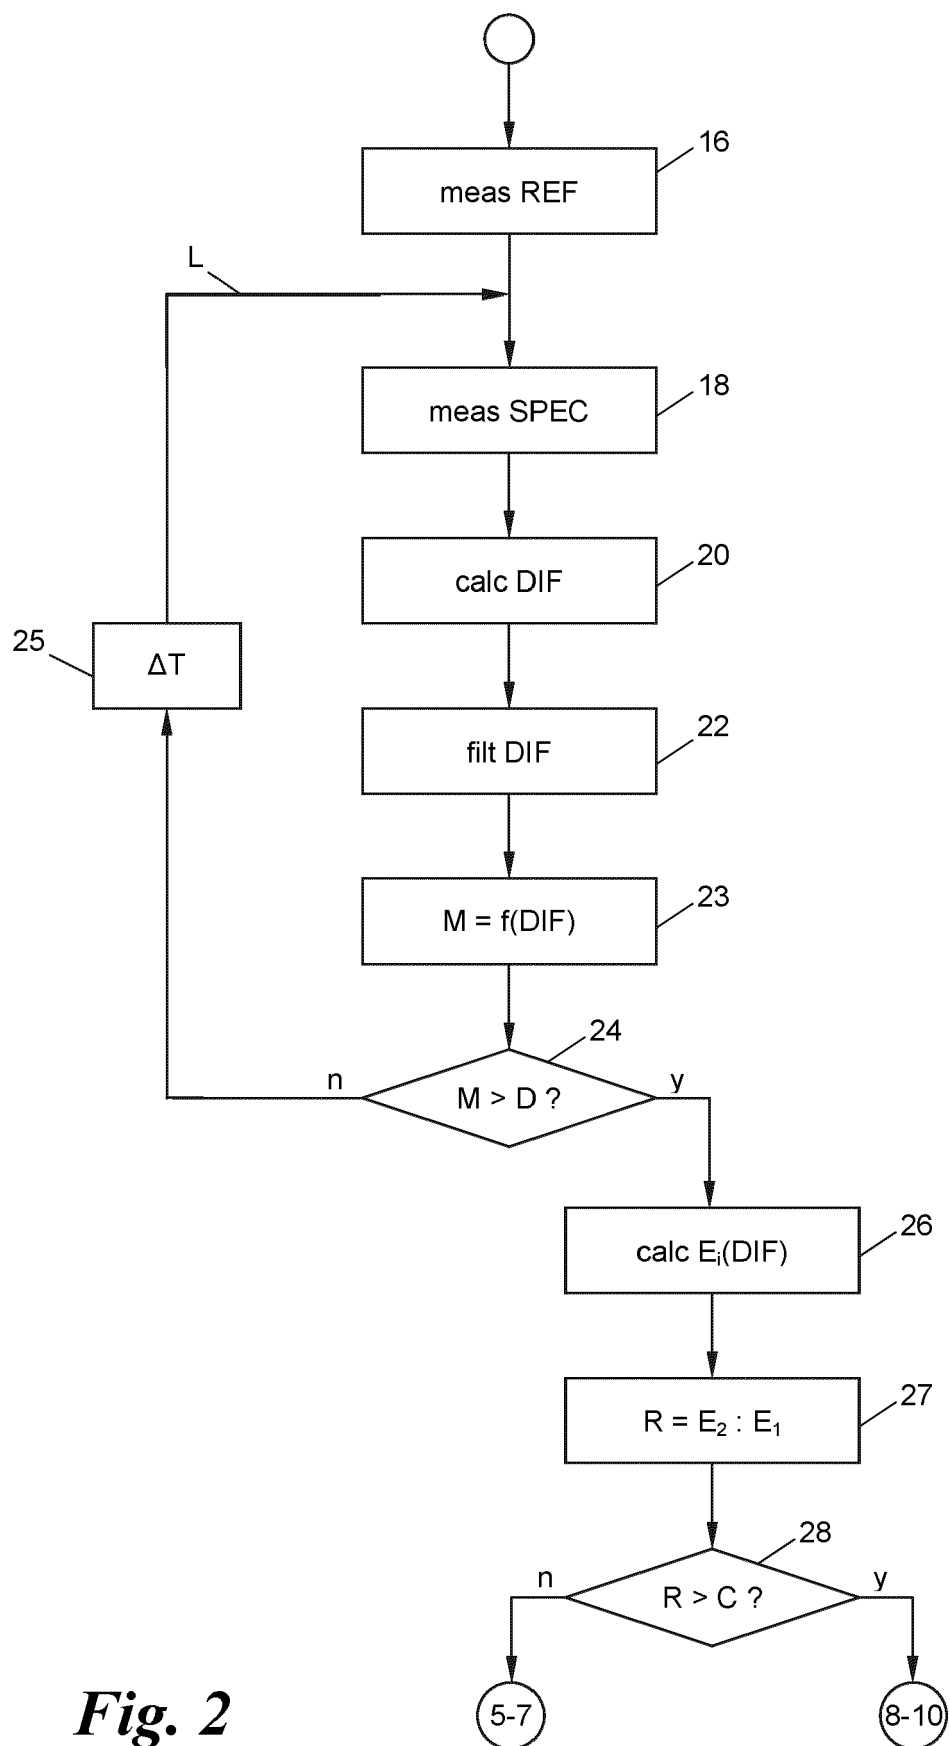 16
meas REF
L
18
meas SPEC
20
calc DIF
25
ΔT
22
filt DIF
23
M = f(DIF)
24
n
M > D ?
y
26
calc Eᵢ(DIF)
27
R = E₂ : E₁
28
n
R > C ?
y
Fig. 2
5-7
8-10